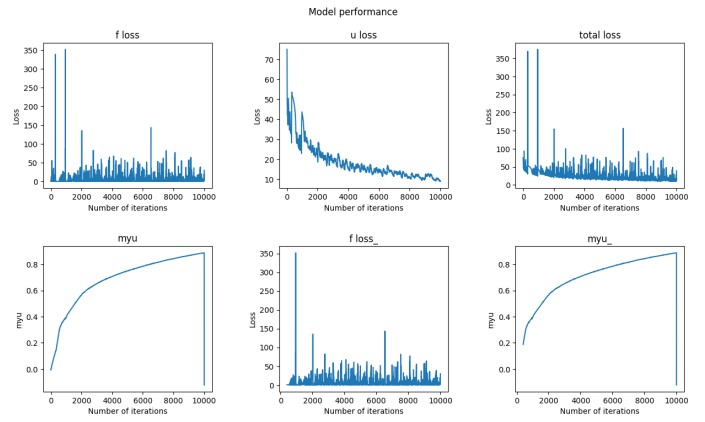 Model performance
f loss
u loss
total loss
Loss
350
300
250
200
150
100
50
0
0 2000 4000 6000 8000 10000
Number of iterations
Loss
70
60
50
40
30
20
10
0 2000 4000 6000 8000 10000
Number of iterations
Loss
350
300
250
200
150
100
50
0
0 2000 4000 6000 8000 10000
Number of iterations
myu
f loss_
myu_
myu
0.8
0.6
0.4
0.2
0.0
0 2000 4000 6000 8000 10000
Number of iterations
Loss
350
300
250
200
150
100
50
0
0 2000 4000 6000 8000 10000
Number of iterations
myu
0.8
0.6
0.4
0.2
0.0
0 2000 4000 6000 8000 10000
Number of iterations